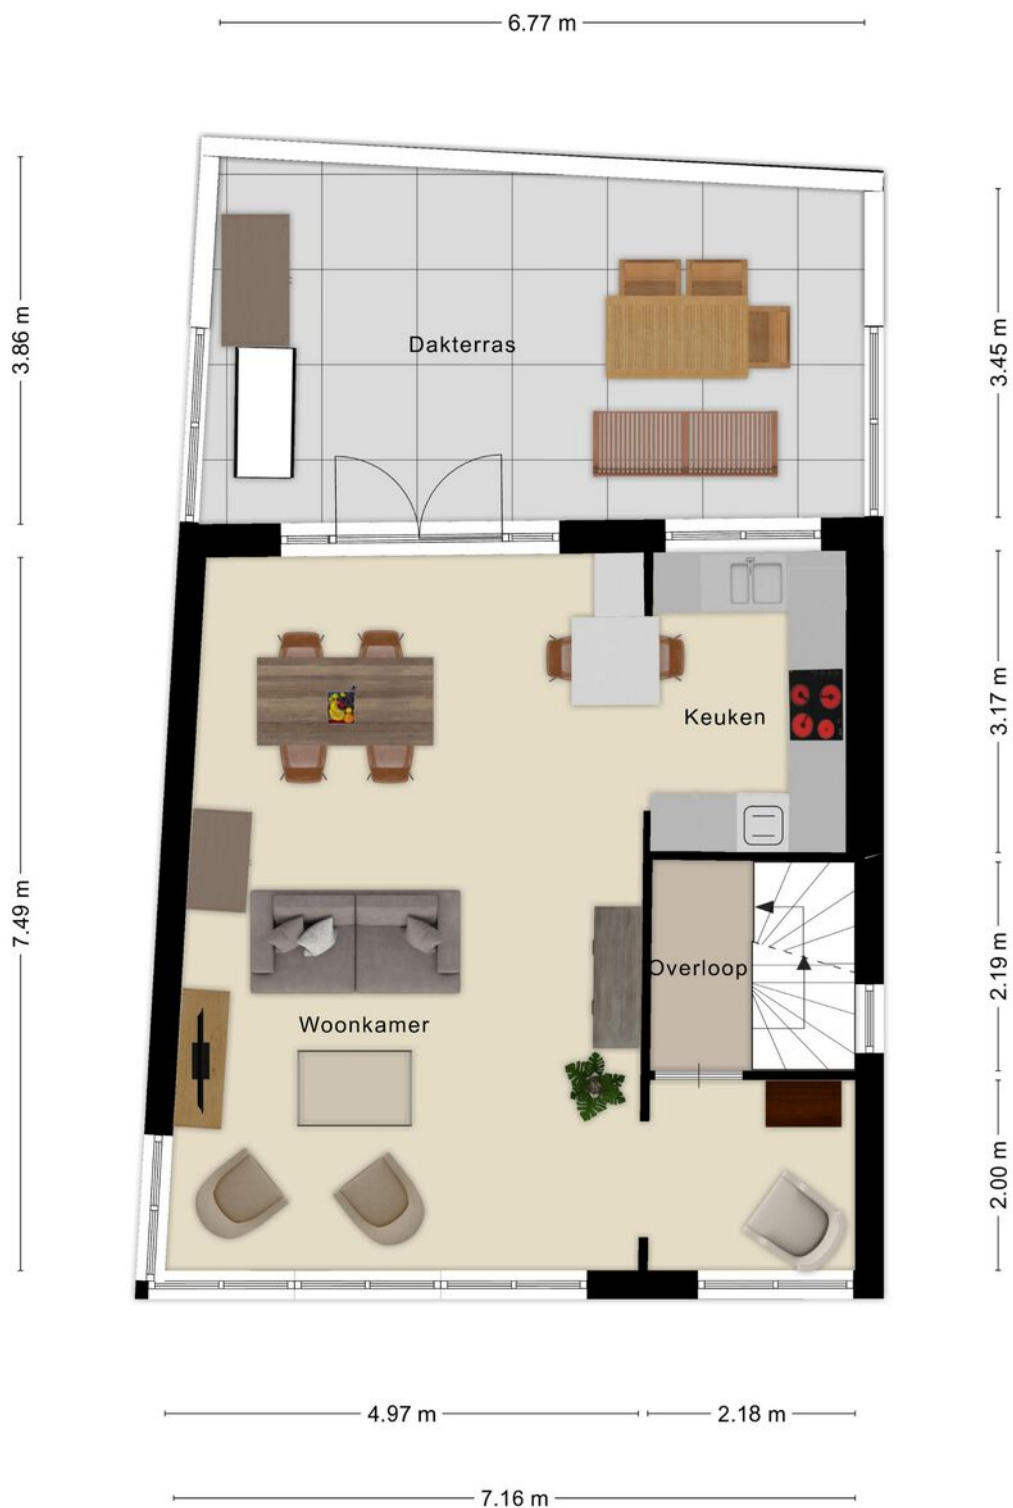 6.77 m
3.86 m
3.45 m
Dakterras
3.17 m
Keuken
7.49 m
2.19 m
Overloop
Woonkamer
2.00 m
4.97 m
2.18 m
7.16 m